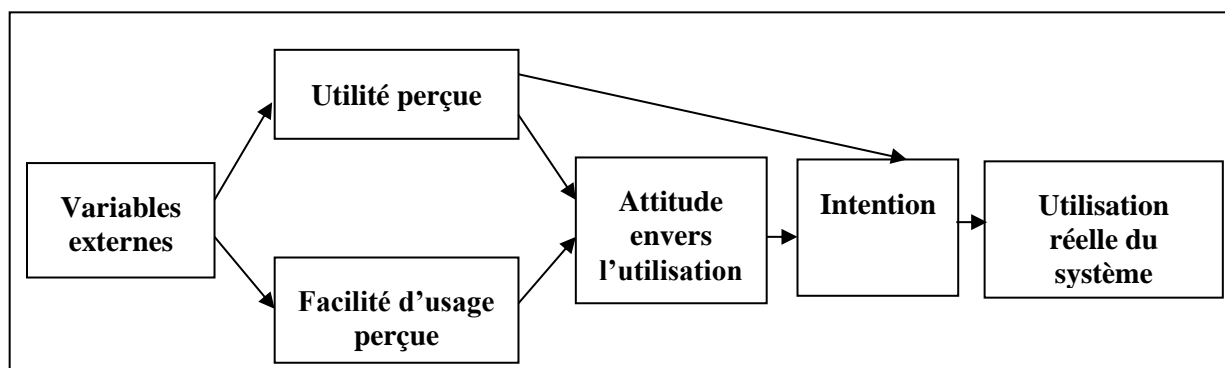 Utilité perçue
Variables
externes
Facilité d'usage
perçue
Attitude
envers
l'utilisation
Intention
Utilisation
réelle du
système